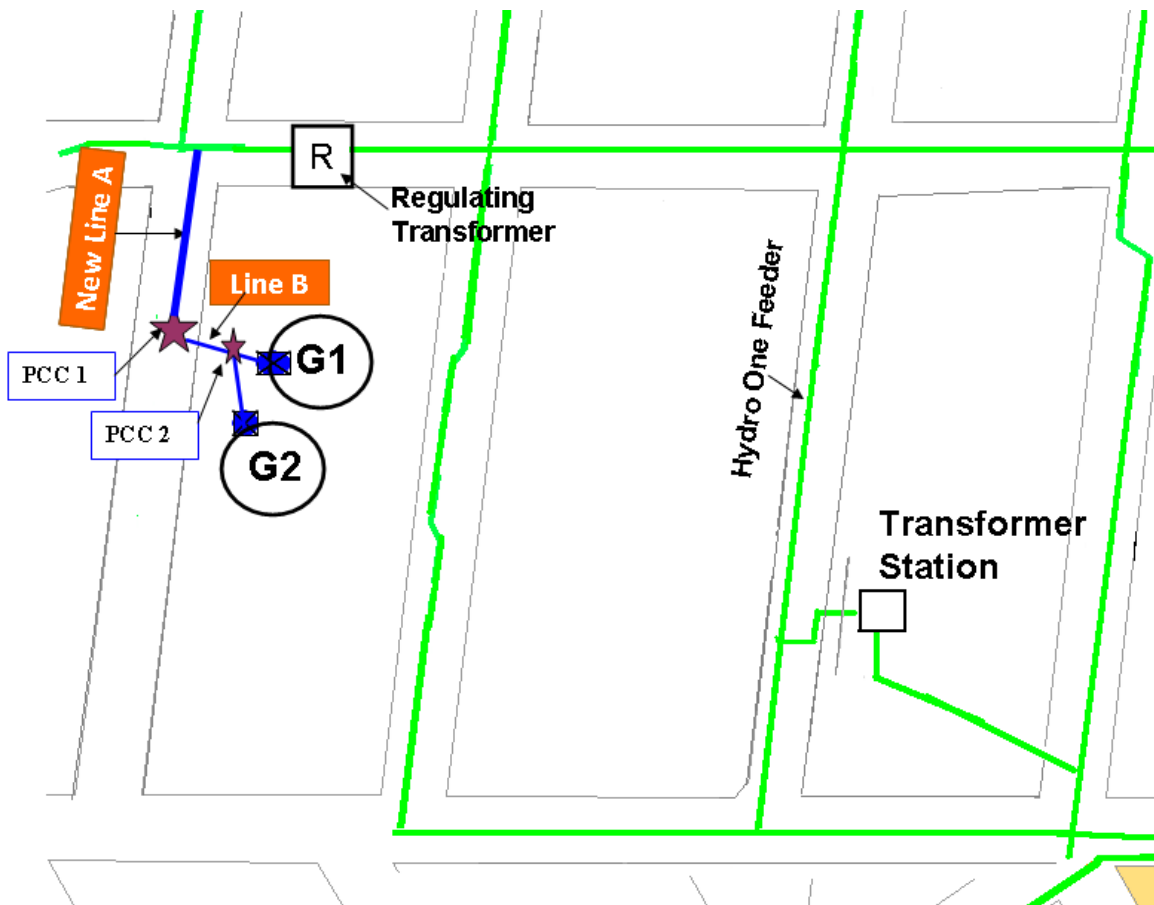 R
Regulating
Transformer
New Line A
Line B
PCC 1
G1
PCC 2
G2
Hydro One Feeder
Transformer
Station